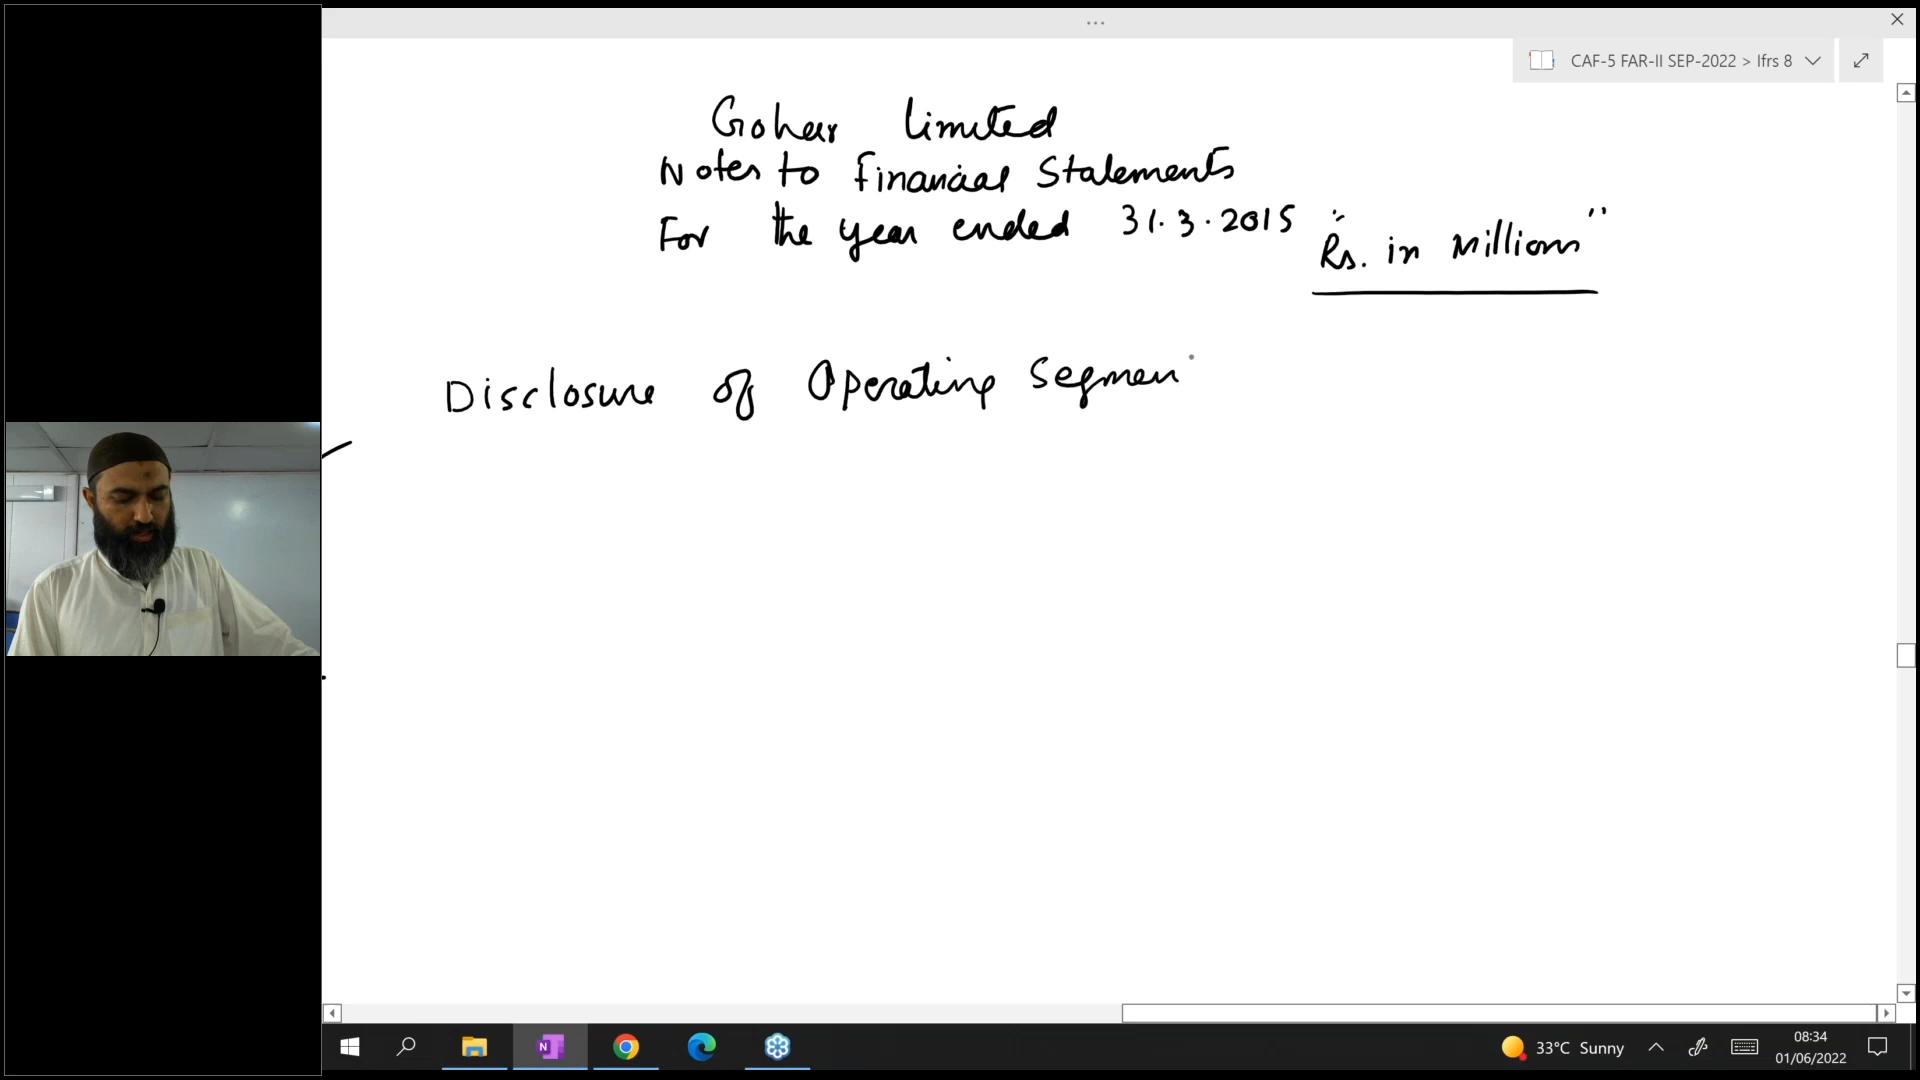 CAF-5 FAR-II SEP-2022 > Ifrs 8
Gohar Limited
Notes to Financial Statements
For the year ended 31.3.2015
"Rs. in Millions"
Disclosure of Operating Segmen
N
33°C Sunny
08:34
01/06/2022